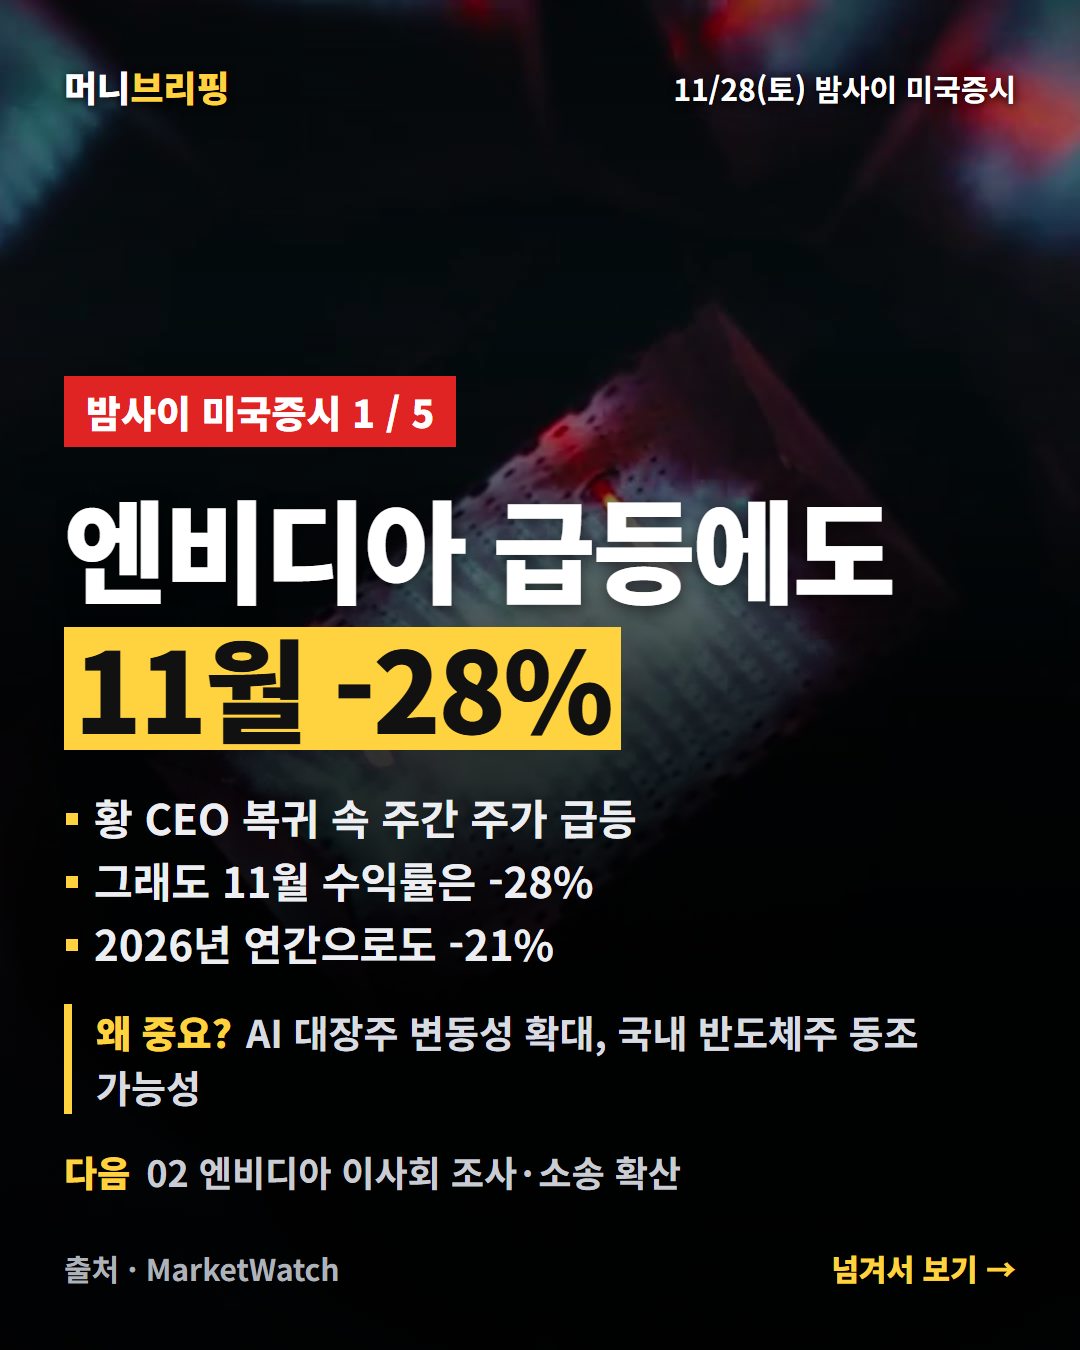 머니브리핑
11/28(토) 밤사이 미국증시
밤사이 미국증시 1 / 5
엔비디아 급등에도
11월 -28%
황 CEO 복귀 속 주간 주가 급등
그래도 11월 수익률은 -28%
2026년 연간으로도 -21%
왜 중요? AI 대장주 변동성 확대, 국내 반도체주 동조
가능성
다음 02 엔비디아 이사회 조사·소송 확산
출처 · MarketWatch
넘겨서 보기 →